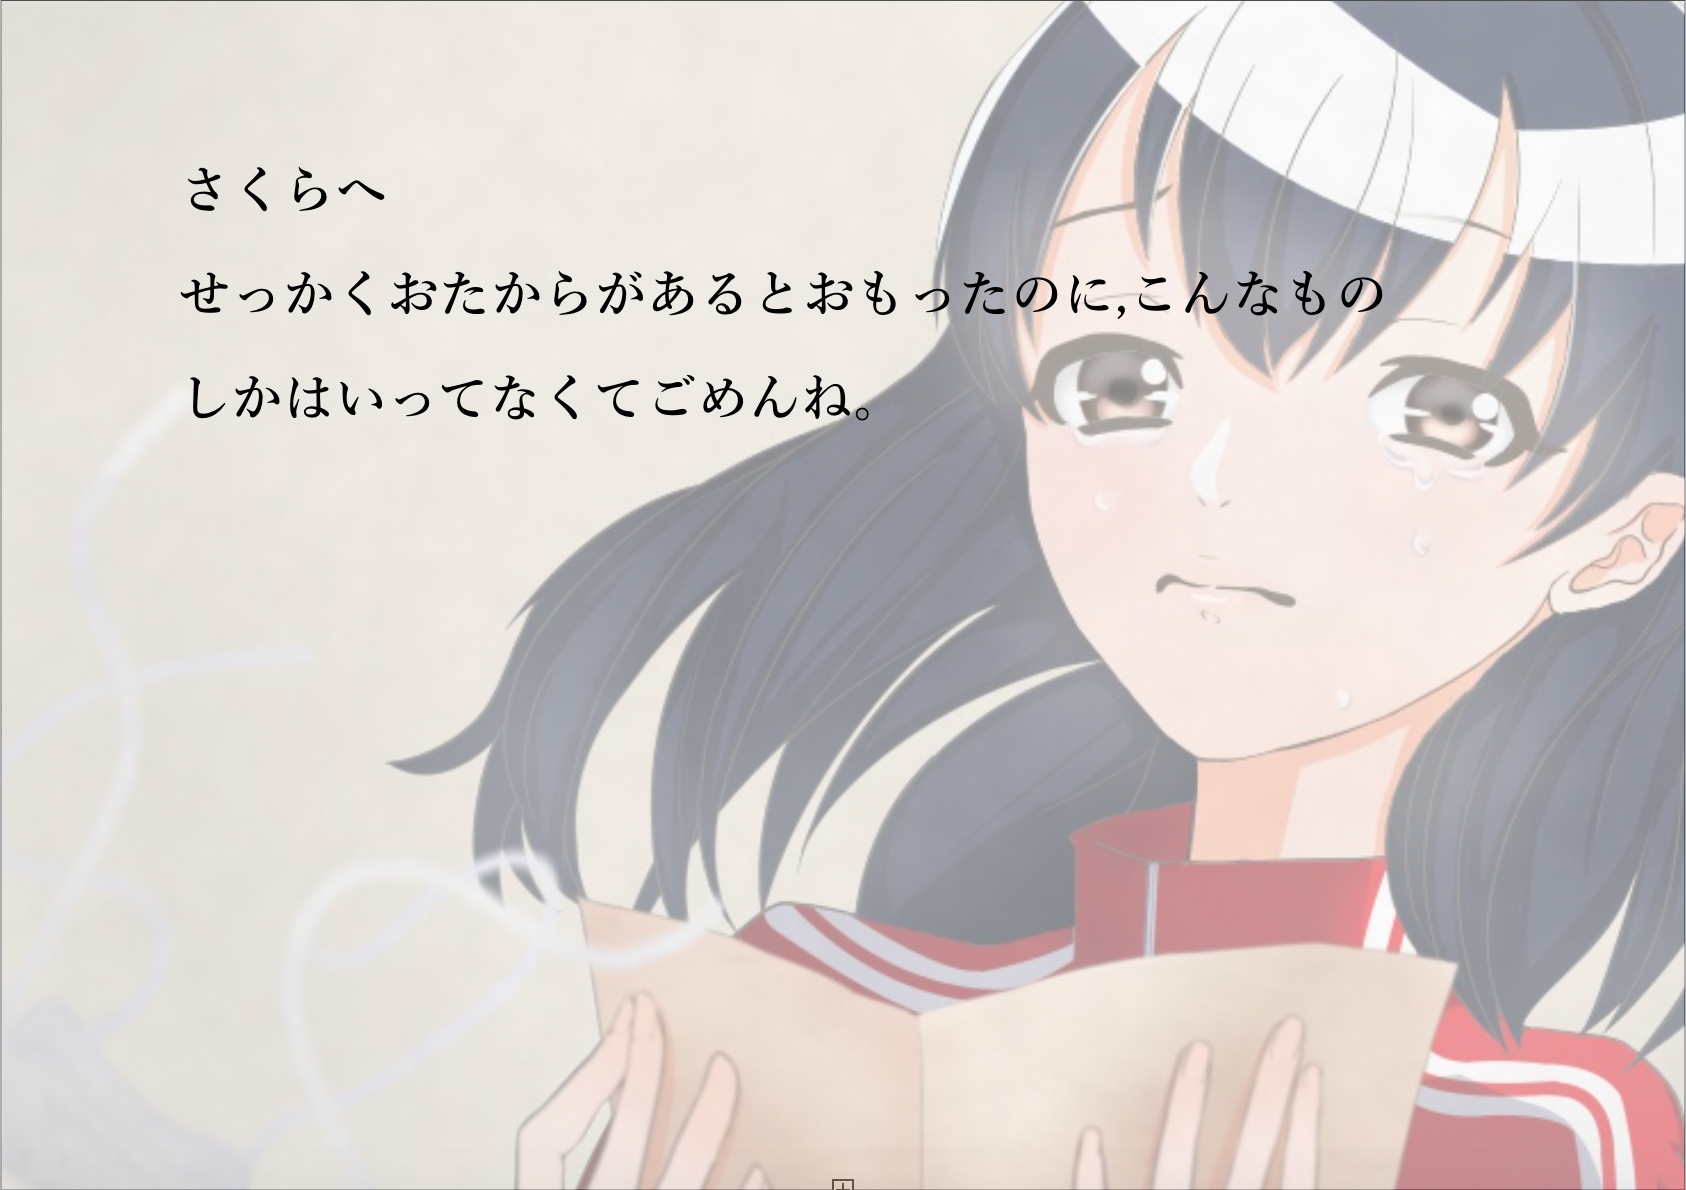 さくらへ
せっかくおたからがあるとおもったのに,こんなもの
しかはいってなくてごめんね。